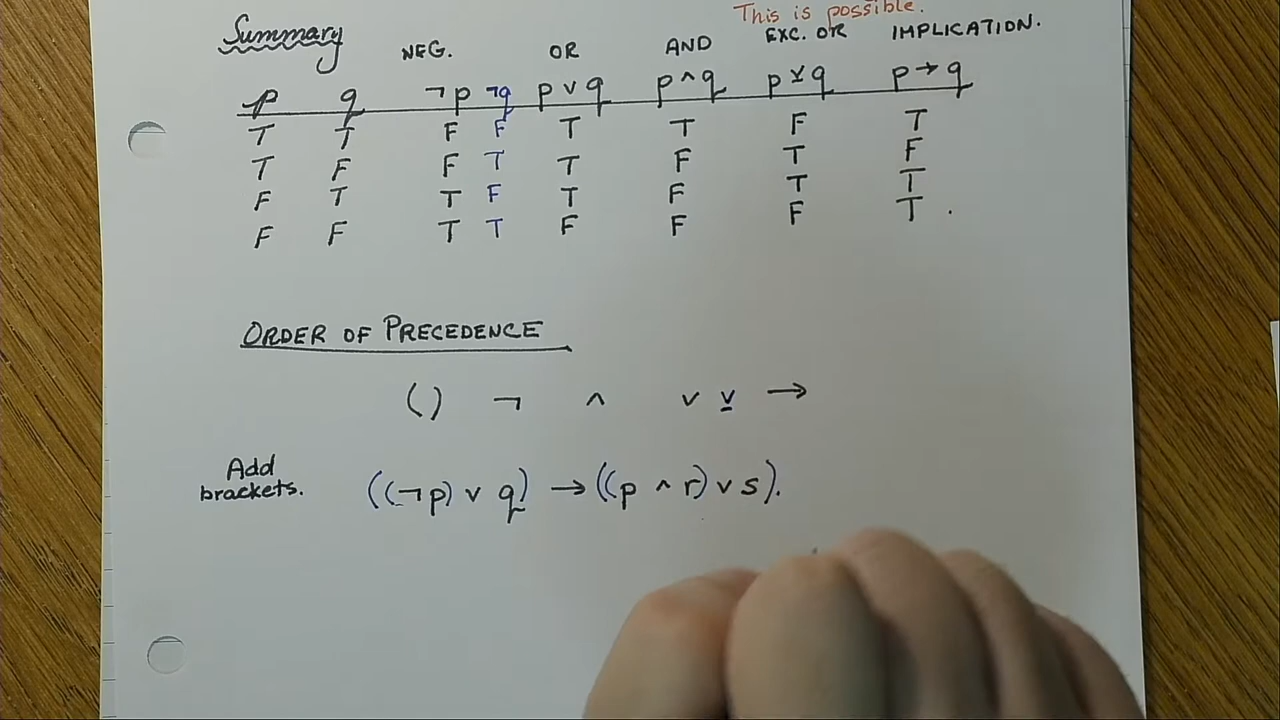 This is possible.
Summary NEG. OR AND EXC. OR IMPLICATION.
p q ¬p ¬q p ∨ q p ∧ q p ⊻ q p → q
T T F F T T F T
T F F T T F T F
F T T F T F T T
F F T T F F F T .
ORDER OF PRECEDENCE
( ) ¬ ∧ ∨ ⊻ →
Add
brackets. ((¬p) ∨ q) → ((p ∧ r) ∨ s).